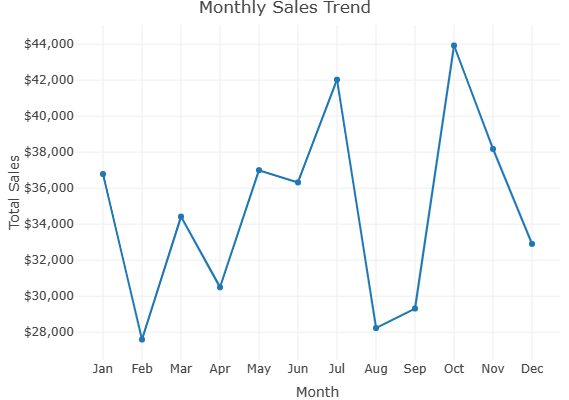 Monthly Sales Trend
$44,000
$42,000
$40,000
$38,000
$36,000
$34,000
$32,000
$30,000
$28,000
Total Sales
Jan Feb Mar Apr May Jun Jul Aug Sep Oct Nov Dec
Month